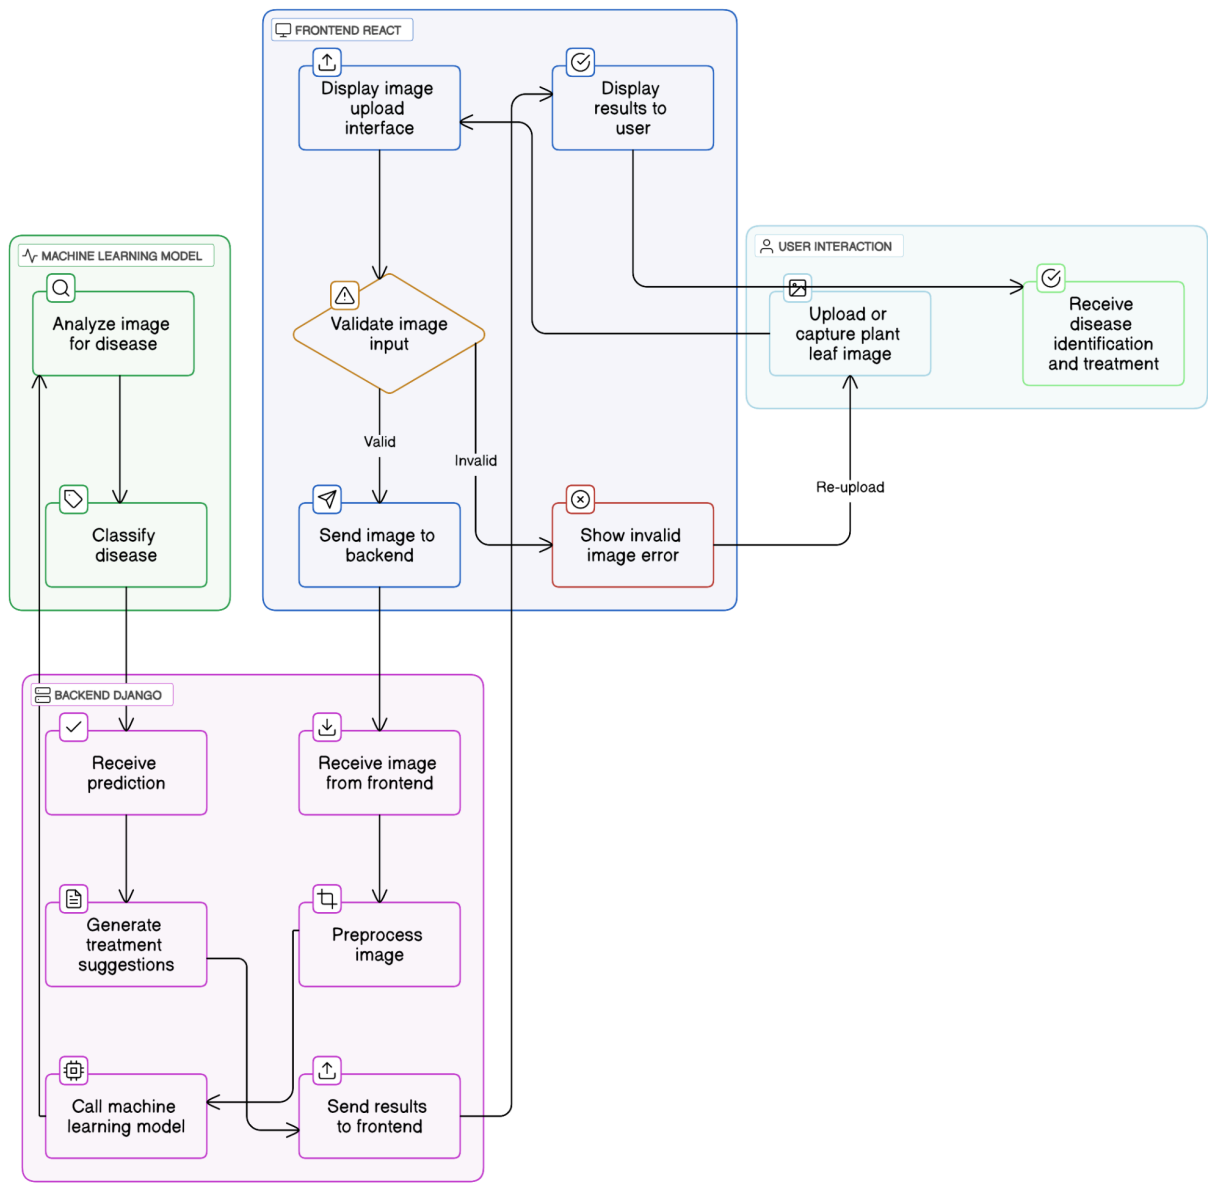 FRONTEND REACT
Display image
upload
interface
Display
results to
user
Validate image
input
Valid
Invalid
Send image to
backend
Show invalid
image error
USER INTERACTION
Upload or
capture plant
leaf image
Receive
disease
identification
and treatment
Re-upload
MACHINE LEARNING MODEL
Analyze image
for disease
Classify
disease
BACKEND DJANGO
Receive
prediction
Receive image
from frontend
Generate
treatment
suggestions
Preprocess
image
Call machine
learning model
Send results
to frontend